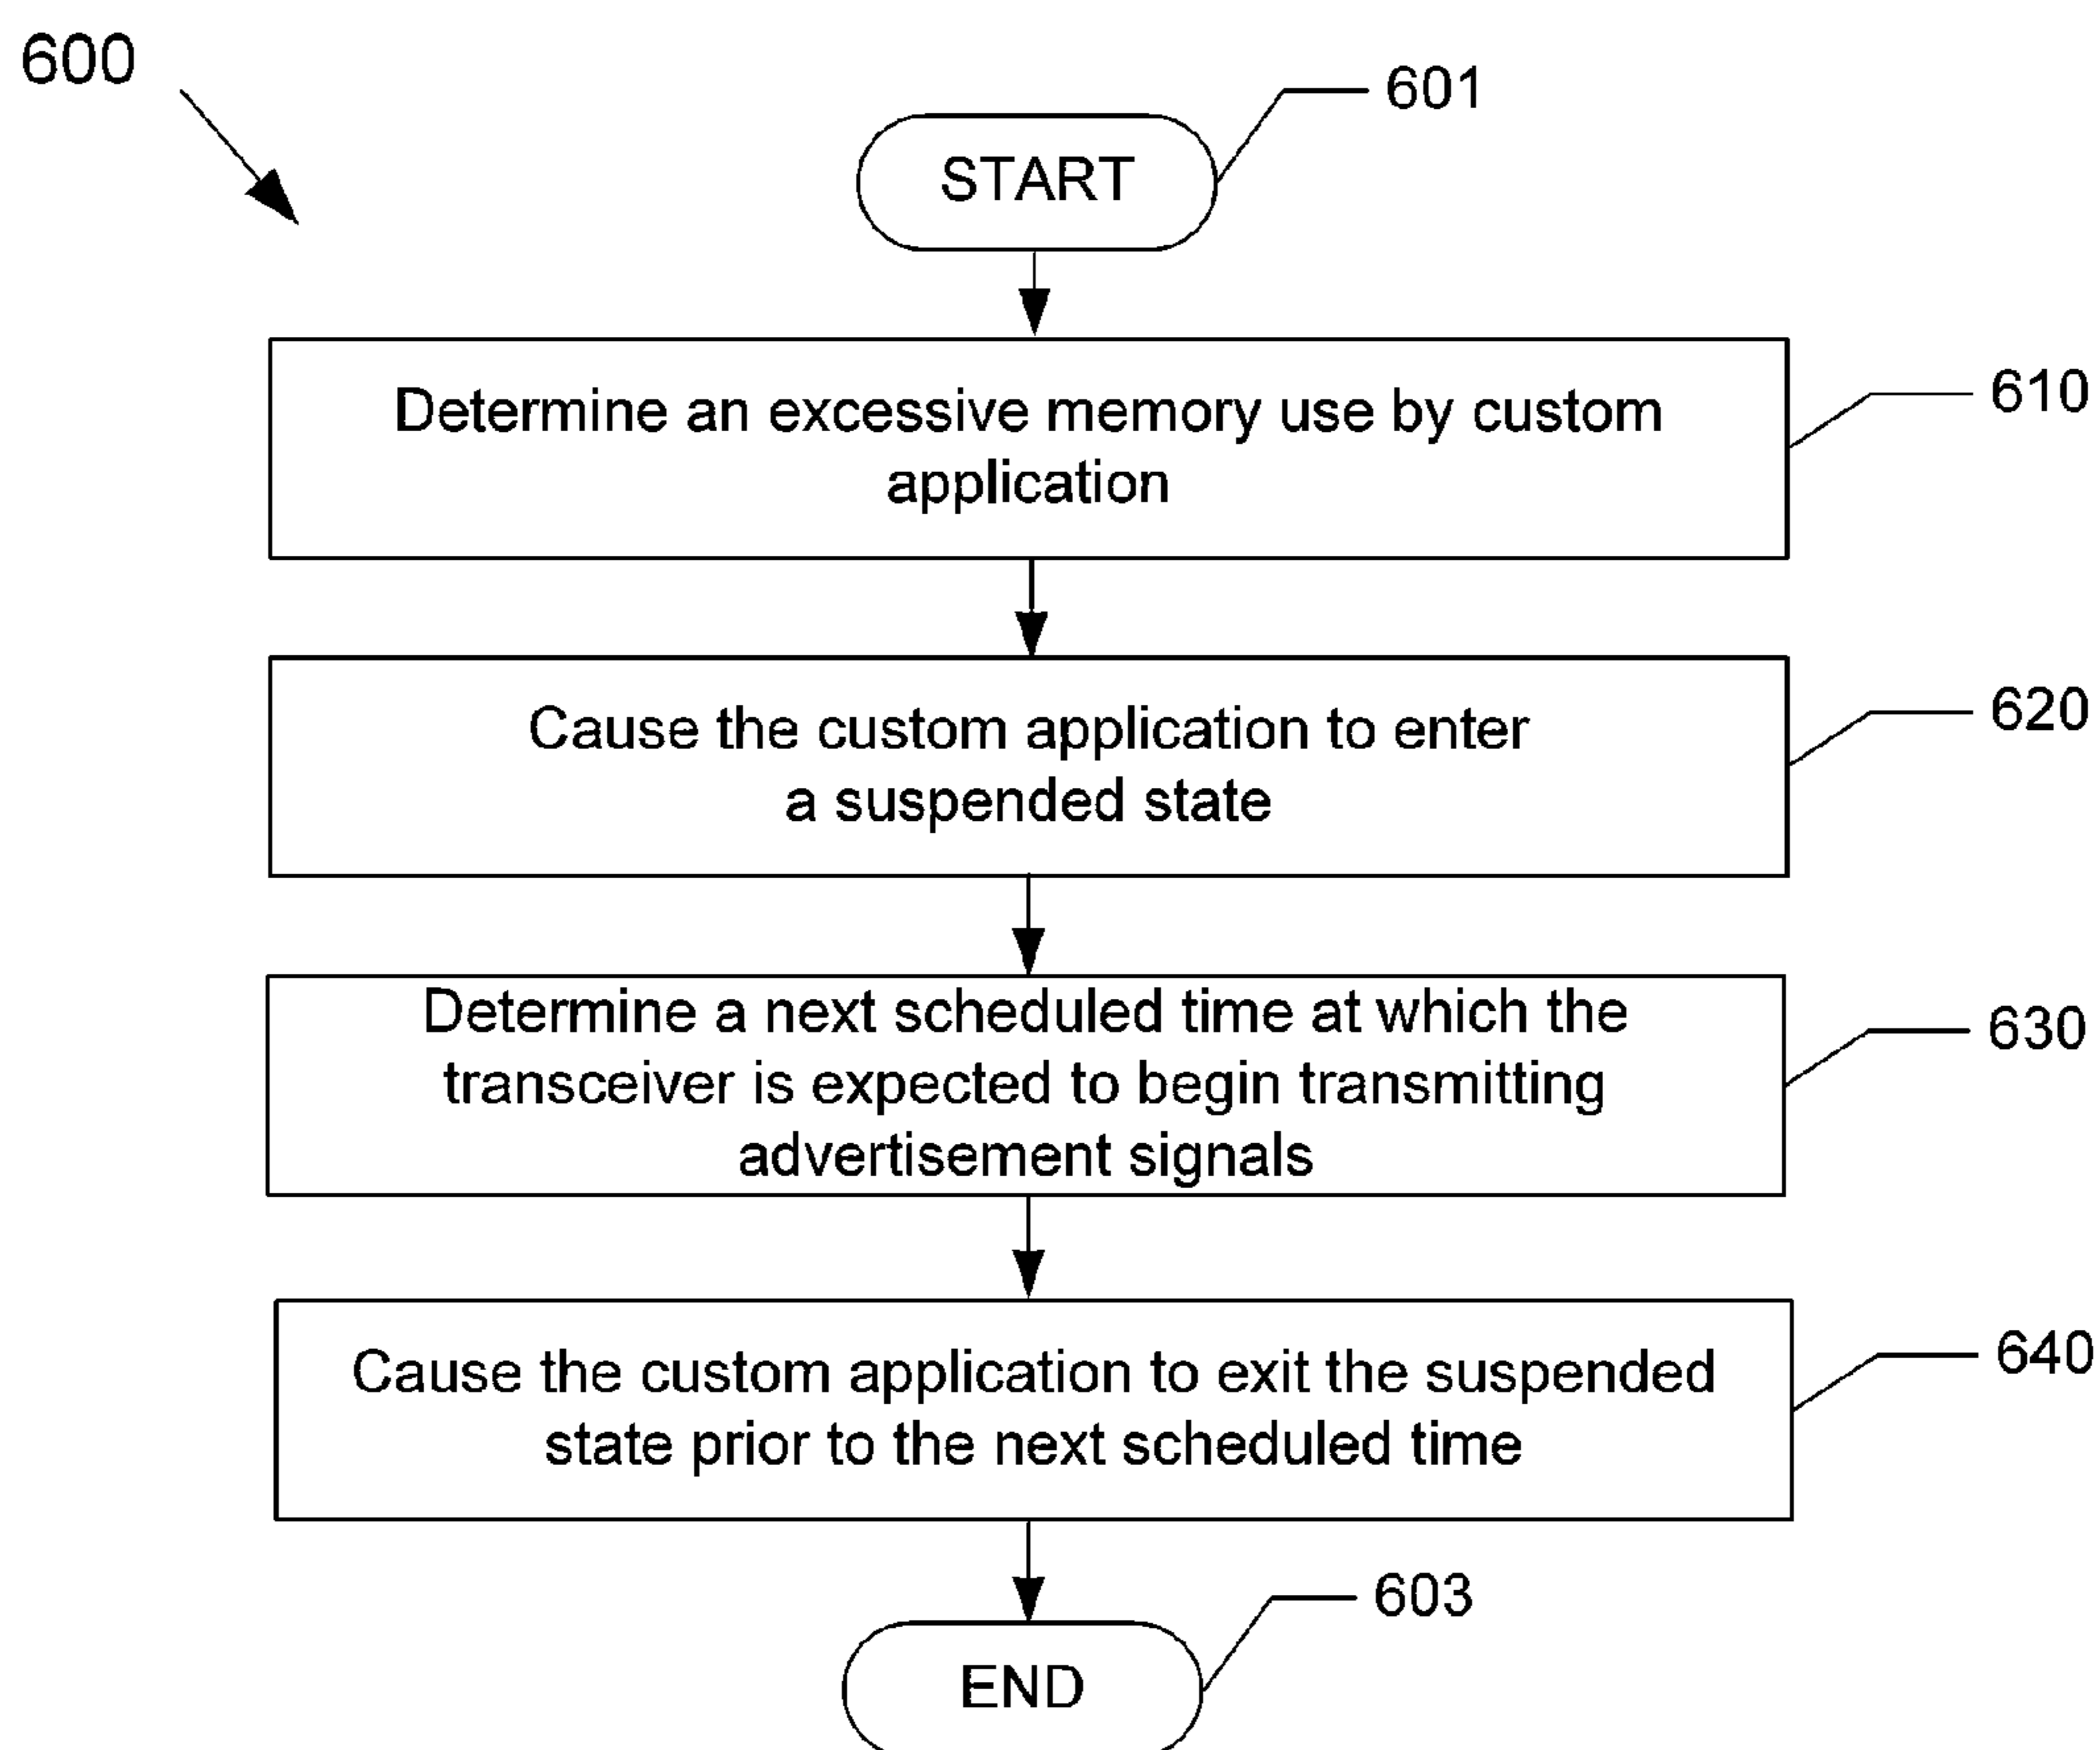 600
601
START
Determine an excessive memory use by custom
application
610
Cause the custom application to enter
a suspended state
620
Determine a next scheduled time at which the
transceiver is expected to begin transmitting
advertisement signals
630
Cause the custom application to exit the suspended
state prior to the next scheduled time
640
603
END